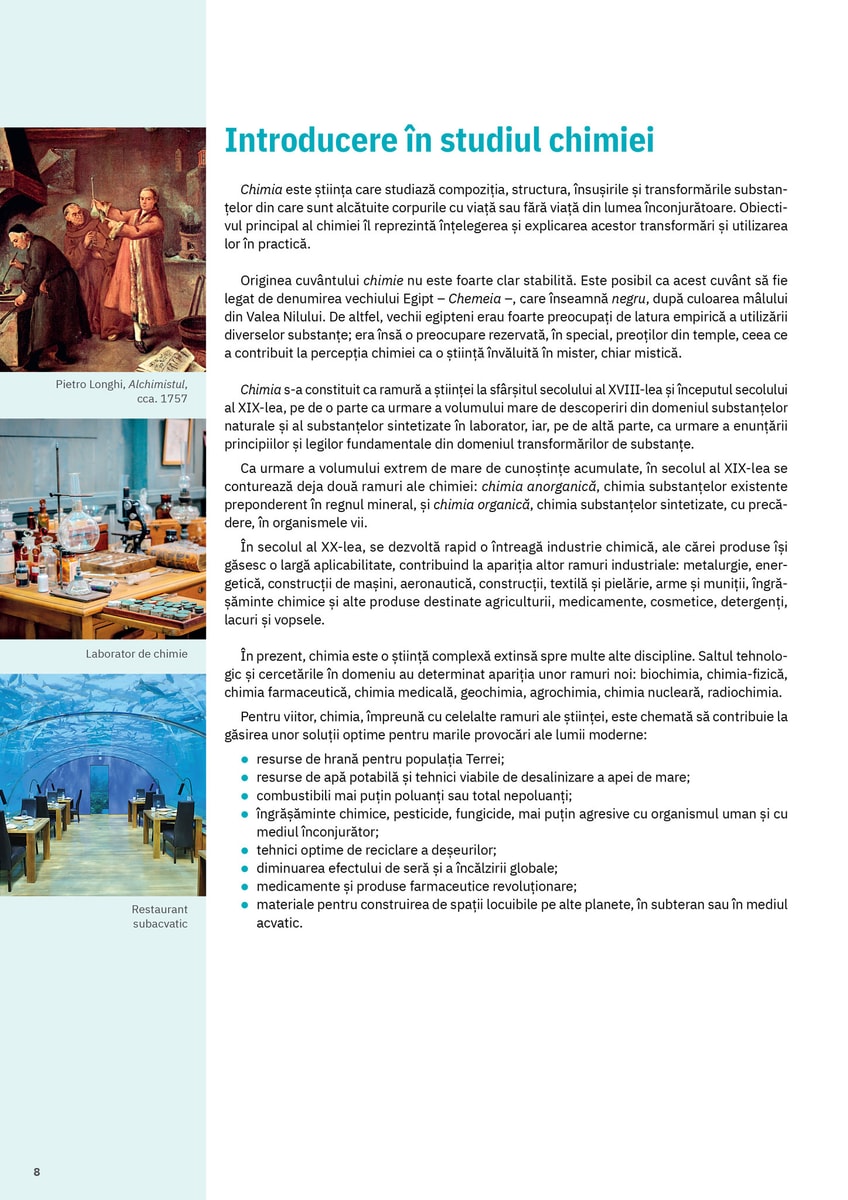 Introducere în studiul chimiei
Chimia este știința care studiază compoziția, structura, însușirile și transformările substan-
țelor din care sunt alcătuite corpurile cu viață sau fără viață din lumea înconjurătoare. Obiecti-
vul principal al chimiei îl reprezintă înțelegerea și explicarea acestor transformări și utilizarea
lor în practică.
Originea cuvântului chimie nu este foarte clar stabilită. Este posibil ca acest cuvânt să fie
legat de denumirea vechiului Egipt – Chemeia –, care înseamnă negru, după culoarea mâlului
din Valea Nilului. De altfel, vechii egipteni erau foarte preocupați de latura empirică a utilizării
diverselor substanțe; era însă o preocupare rezervată, în special, preoților din temple, ceea ce
a contribuit la percepția chimiei ca o știință învăluită în mister, chiar mistică.
Chimia s-a constituit ca ramură a științei la sfârșitul secolului al XVIII-lea și începutul secolului
al XIX-lea, pe de o parte ca urmare a volumului mare de descoperiri din domeniul substanțelor
naturale și al substanțelor sintetizate în laborator, iar, pe de altă parte, ca urmare a enunțării
principiilor și legilor fundamentale din domeniul transformărilor de substanțe.
Ca urmare a volumului extrem de mare de cunoștințe acumulate, în secolul al XIX-lea se
conturează deja două ramuri ale chimiei: chimia anorganică, chimia substanțelor existente
preponderent în regnul mineral, și chimia organică, chimia substanțelor sintetizate, cu precă-
dere, în organismele vii.
În secolul al XX-lea, se dezvoltă rapid o întreagă industrie chimică, ale cărei produse își
găsesc o largă aplicabilitate, contribuind la apariția altor ramuri industriale: metalurgie, ener-
getică, construcții de mașini, aeronautică, construcții, textilă și pielărie, arme și muniții, îngră-
șăminte chimice și alte produse destinate agriculturii, medicamente, cosmetice, detergenți,
lacuri și vopsele.
În prezent, chimia este o știință complexă extinsă spre multe alte discipline. Saltul tehnolo-
gic și cercetările în domeniu au determinat apariția unor ramuri noi: biochimia, chimia-fizică,
chimia farmaceutică, chimia medicală, geochimia, agrochimia, chimia nucleară, radiochimia.
Pentru viitor, chimia, împreună cu celelalte ramuri ale științei, este chemată să contribuie la
găsirea unor soluții optime pentru marile provocări ale lumii moderne:
● resurse de hrană pentru populația Terrei;
● resurse de apă potabilă și tehnici viabile de desalinizare a apei de mare;
● combustibili mai puțin poluanți sau total nepoluanți;
● îngrășăminte chimice, pesticide, fungicide, mai puțin agresive cu organismul uman și cu
mediul înconjurător;
● tehnici optime de reciclare a deșeurilor;
● diminuarea efectului de seră și a încălzirii globale;
● medicamente și produse farmaceutice revoluționare;
● materiale pentru construirea de spații locuibile pe alte planete, în subteran sau în mediul
acvatic.
Pietro Longhi, Alchimistul,
cca. 1757
Laborator de chimie
Restaurant
subacvatic
8